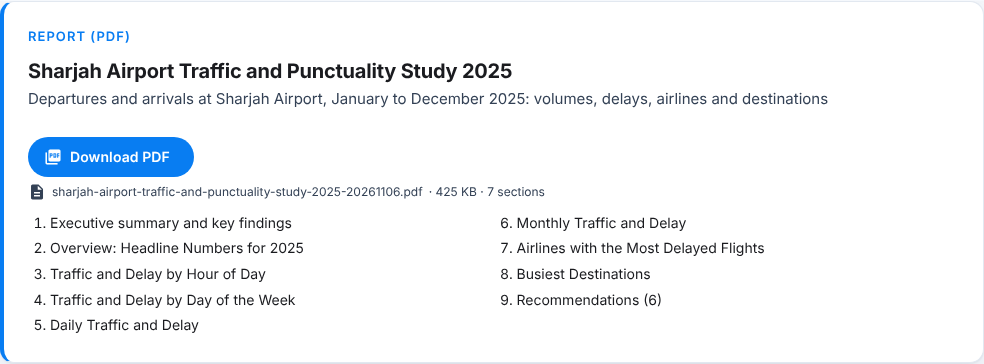 REPORT (PDF)
Sharjah Airport Traffic and Punctuality Study 2025
Departures and arrivals at Sharjah Airport, January to December 2025: volumes, delays, airlines and destinations
PDF Download PDF
sharjah-airport-traffic-and-punctuality-study-2025-20261106.pdf · 425 KB · 7 sections
1. Executive summary and key findings
2. Overview: Headline Numbers for 2025
3. Traffic and Delay by Hour of Day
4. Traffic and Delay by Day of the Week
5. Daily Traffic and Delay
6. Monthly Traffic and Delay
7. Airlines with the Most Delayed Flights
8. Busiest Destinations
9. Recommendations (6)